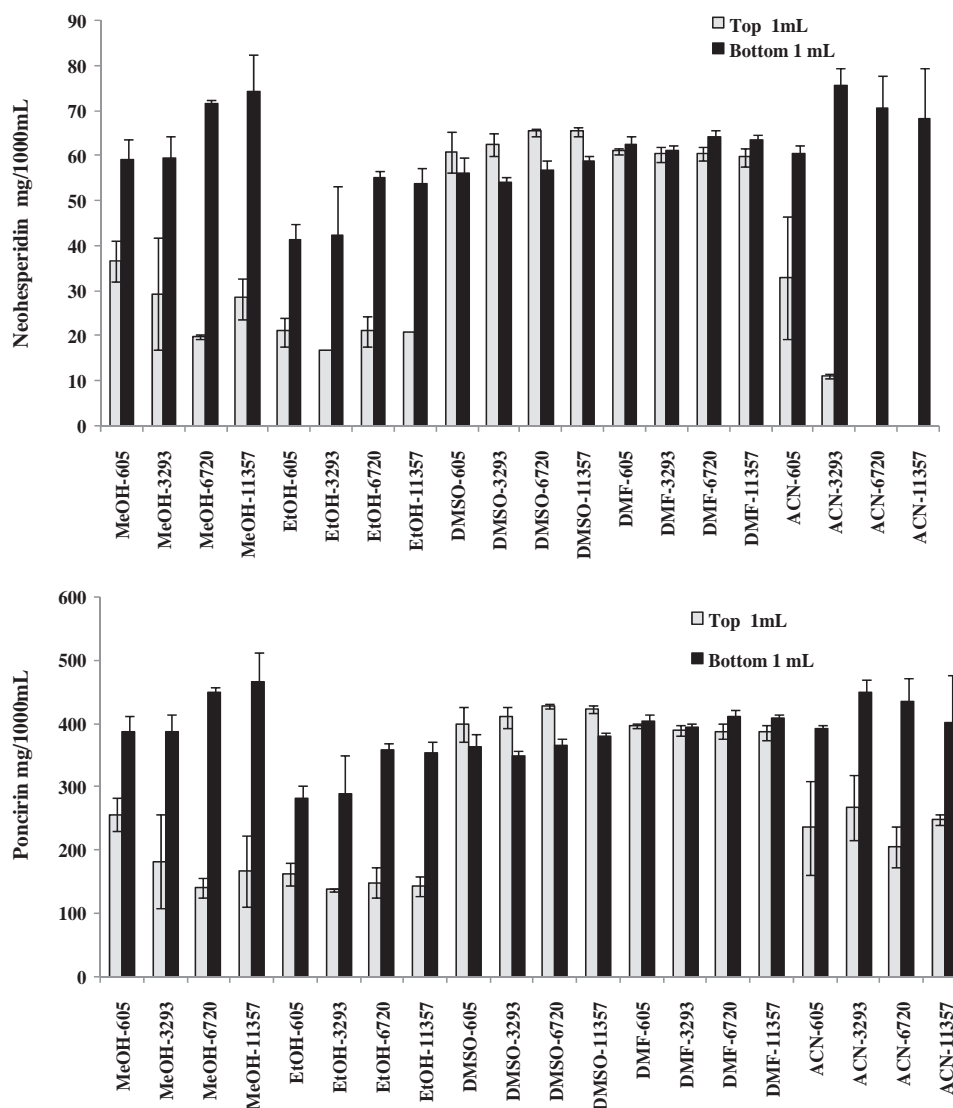 Neohesperidin mg/1000mL
90
80
70
60
50
40
30
20
10
0
Top 1mL
Bottom 1 mL
MeOH-605
MeOH-3293
MeOH-6720
MeOH-11357
EtOH-605
EtOH-3293
EtOH-6720
EtOH-11357
DMSO-605
DMSO-3293
DMSO-6720
DMSO-11357
DMF-605
DMF-3293
DMF-6720
DMF-11357
ACN-605
ACN-3293
ACN-6720
ACN-11357
Poncirin mg/1000mL
600
500
400
300
200
100
0
Top 1mL
Bottom 1 mL
MeOH-605
MeOH-3293
MeOH-6720
MeOH-11357
EtOH-605
EtOH-3293
EtOH-6720
EtOH-11357
DMSO-605
DMSO-3293
DMSO-6720
DMSO-11357
DMF-605
DMF-3293
DMF-6720
DMF-11357
ACN-605
ACN-3293
ACN-6720
ACN-11357